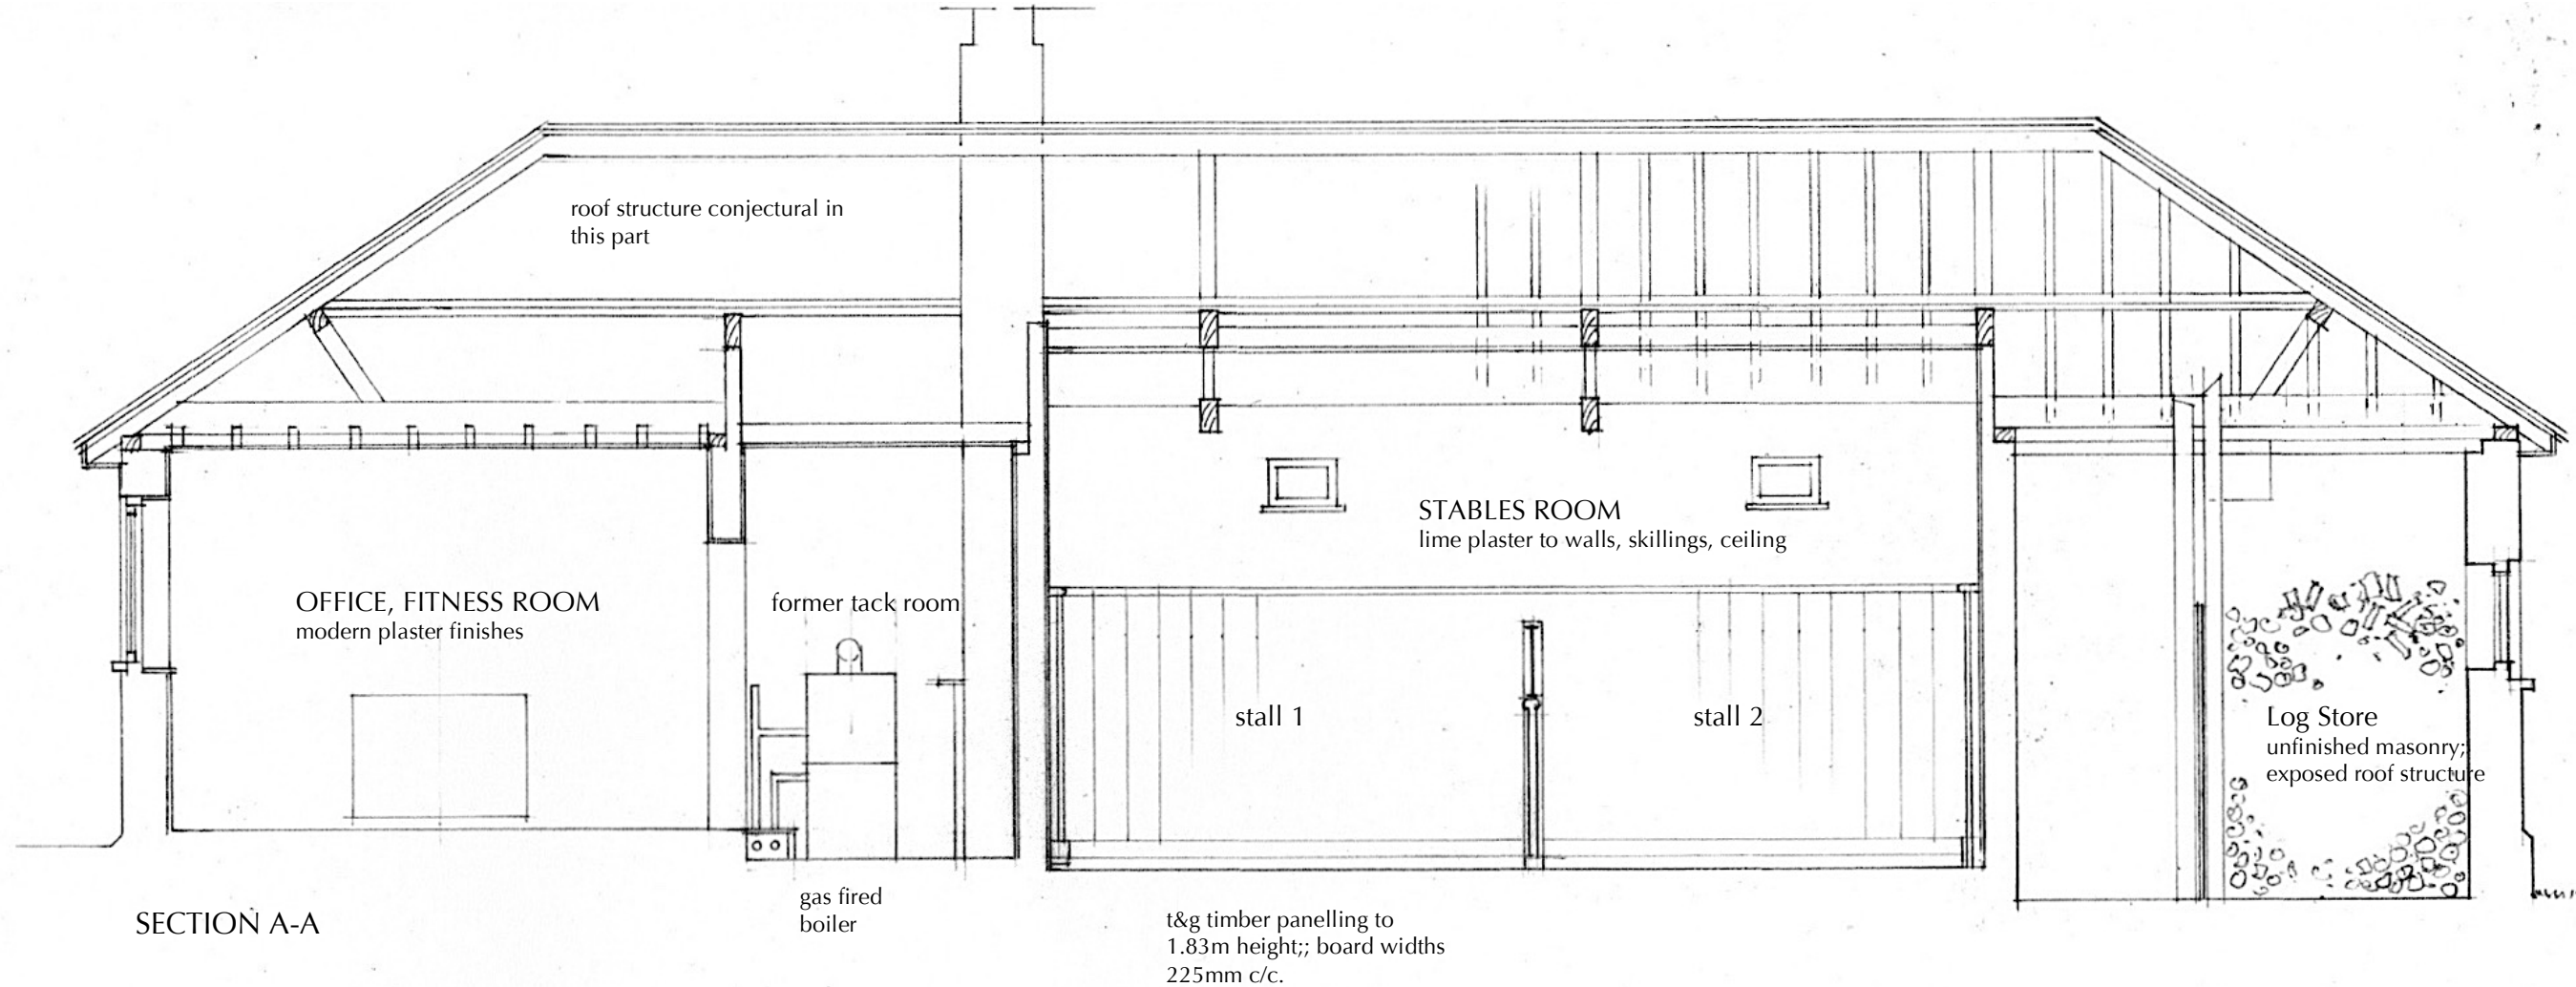 roof structure conjectural in
this part
STABLES ROOM
lime plaster to walls, skillings, ceiling
OFFICE, FITNESS ROOM
modern plaster finishes
former tack room
stall 1
stall 2
Log Store
unfinished masonry;
exposed roof structure
gas fired
boiler
SECTION A-A
t&g timber panelling to
1.83m height;; board widths
225mm c/c.